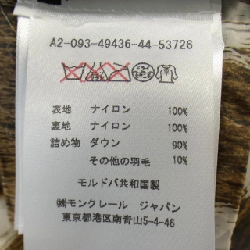 A2-093-49436-44-53728
表地 ナイロン 100%
裏地 ナイロン 100%
詰め物 ダウン 90%
その他の羽毛 10%
モルドバ共和国製
㈱モンクレール ジャパン
東京都港区南青山5-4-46